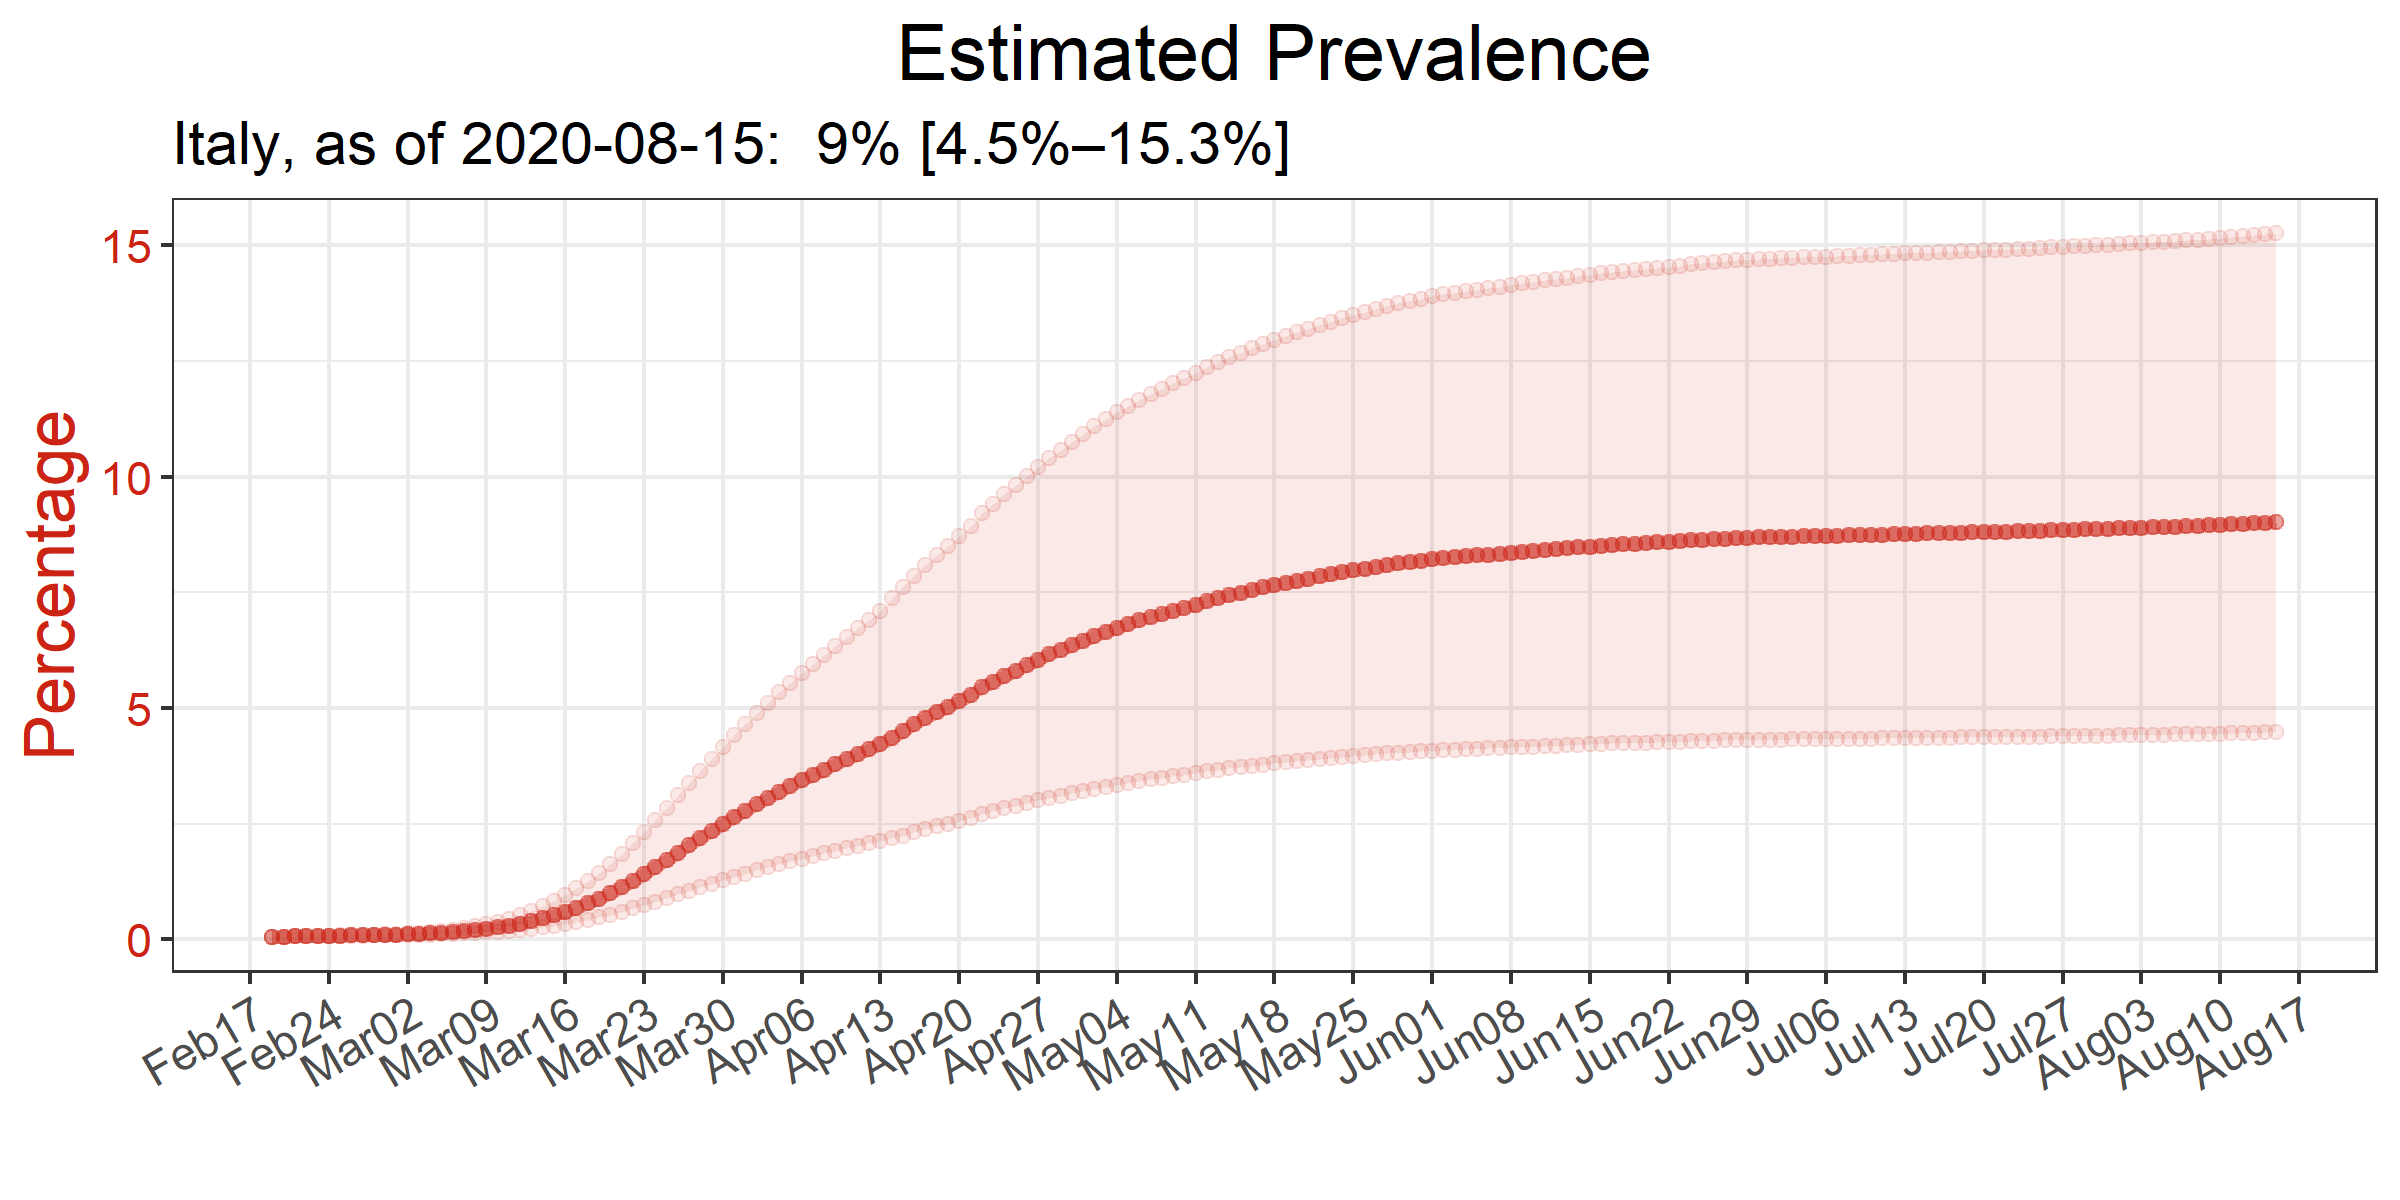 Estimated Prevalence
Italy, as of 2020-08-15:  9% [4.5%–15.3%]
Percentage
15
10
5
0
Feb17
Feb24
Mar02
Mar09
Mar16
Mar23
Mar30
Apr06
Apr13
Apr20
Apr27
May04
May11
May18
May25
Jun01
Jun08
Jun15
Jun22
Jun29
Jul06
Jul13
Jul20
Jul27
Aug03
Aug10
Aug17